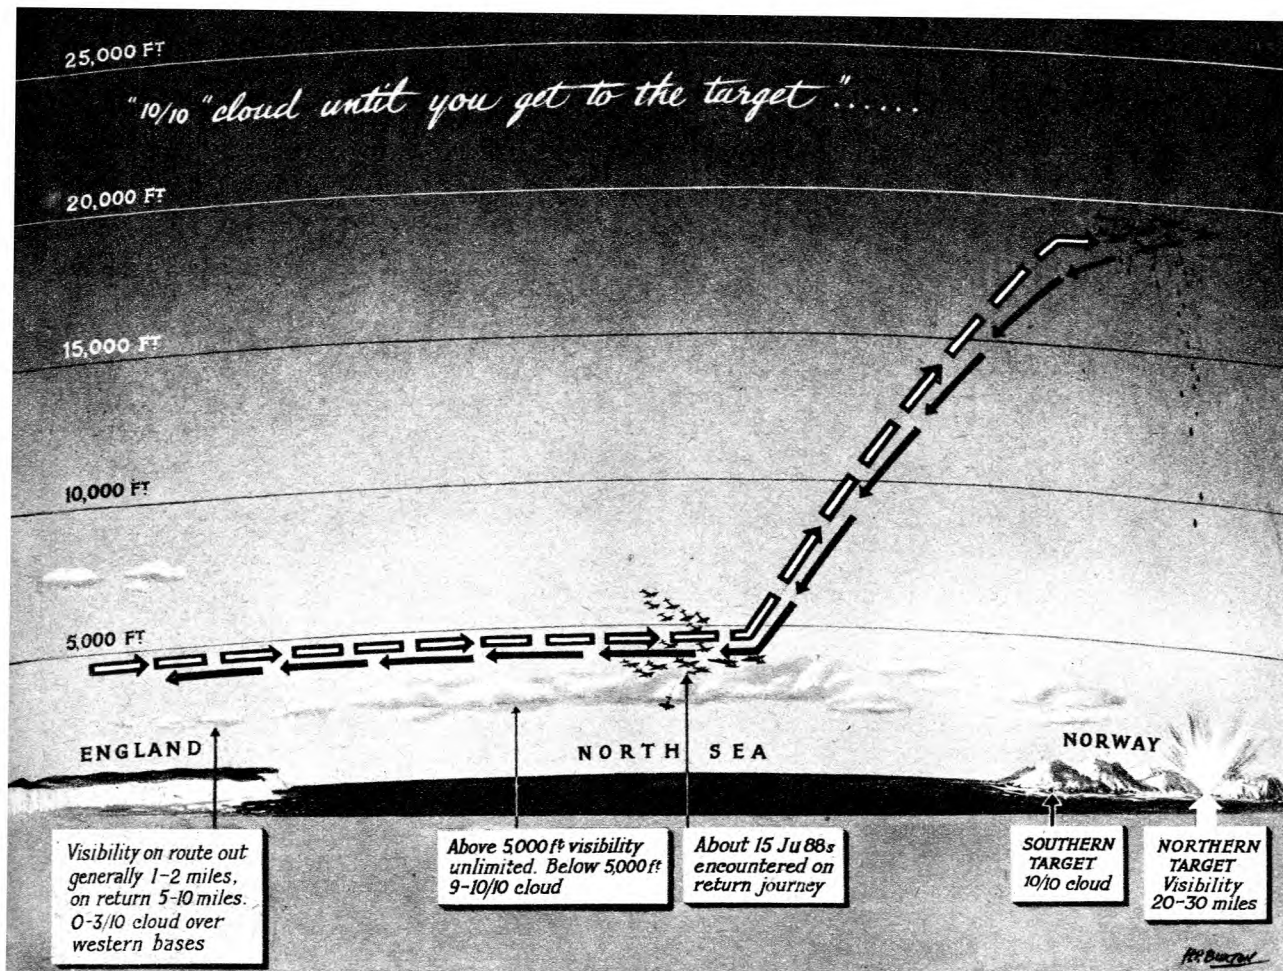 25,000 FT
"10/10 "cloud until you get to the target"......
20,000 FT
15,000 FT
10,000 FT
5,000 FT
ENGLAND
NORTH SEA
NORWAY
Visibility on route out
generally 1-2 miles,
on return 5-10 miles.
0-3/10 cloud over
western bases
Above 5,000 ft visibility
unlimited. Below 5,000 ft
9-10/10 cloud
About 15 Ju 88s
encountered on
return journey
SOUTHERN
TARGET
10/10 cloud
NORTHERN
TARGET
Visibility
20-30 miles